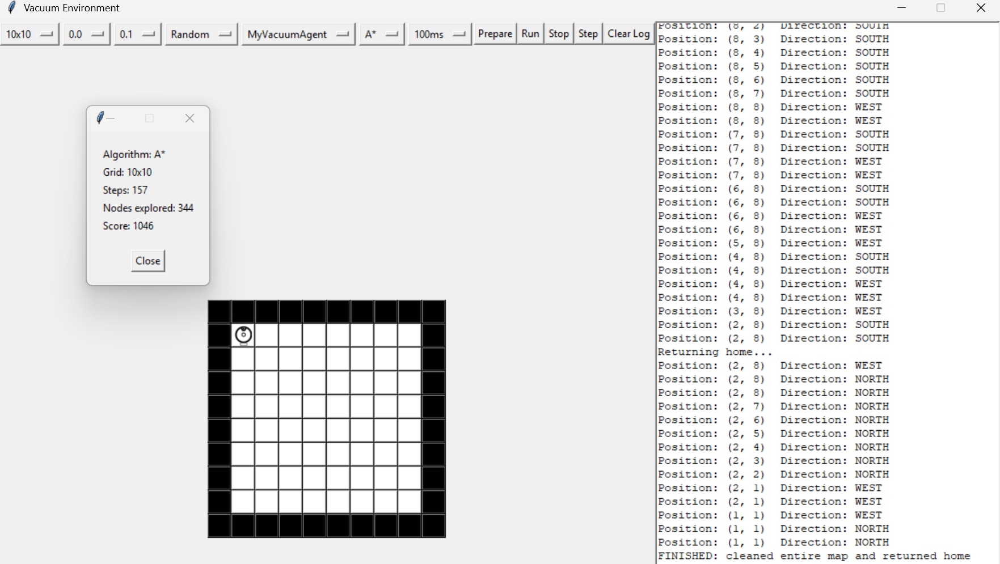 Vacuum Environment
10x10 0.0 0.1 Random MyVacuumAgent A* 100ms Prepare Run Stop Step Clear Log
Algorithm: A*
Grid: 10x10
Steps: 157
Nodes explored: 344
Score: 1046
Close
Position: (8, 2) Direction: SOUTH
Position: (8, 3) Direction: SOUTH
Position: (8, 4) Direction: SOUTH
Position: (8, 5) Direction: SOUTH
Position: (8, 6) Direction: SOUTH
Position: (8, 7) Direction: SOUTH
Position: (8, 8) Direction: WEST
Position: (8, 8) Direction: WEST
Position: (7, 8) Direction: SOUTH
Position: (7, 8) Direction: SOUTH
Position: (7, 8) Direction: WEST
Position: (7, 8) Direction: WEST
Position: (6, 8) Direction: SOUTH
Position: (6, 8) Direction: SOUTH
Position: (6, 8) Direction: WEST
Position: (6, 8) Direction: WEST
Position: (5, 8) Direction: WEST
Position: (4, 8) Direction: SOUTH
Position: (4, 8) Direction: SOUTH
Position: (4, 8) Direction: WEST
Position: (4, 8) Direction: WEST
Position: (3, 8) Direction: WEST
Position: (2, 8) Direction: SOUTH
Position: (2, 8) Direction: SOUTH
Returning home...
Position: (2, 8) Direction: WEST
Position: (2, 8) Direction: NORTH
Position: (2, 8) Direction: NORTH
Position: (2, 7) Direction: NORTH
Position: (2, 6) Direction: NORTH
Position: (2, 5) Direction: NORTH
Position: (2, 4) Direction: NORTH
Position: (2, 3) Direction: NORTH
Position: (2, 2) Direction: NORTH
Position: (2, 1) Direction: WEST
Position: (2, 1) Direction: WEST
Position: (1, 1) Direction: WEST
Position: (1, 1) Direction: NORTH
Position: (1, 1) Direction: NORTH
FINISHED: cleaned entire map and returned home